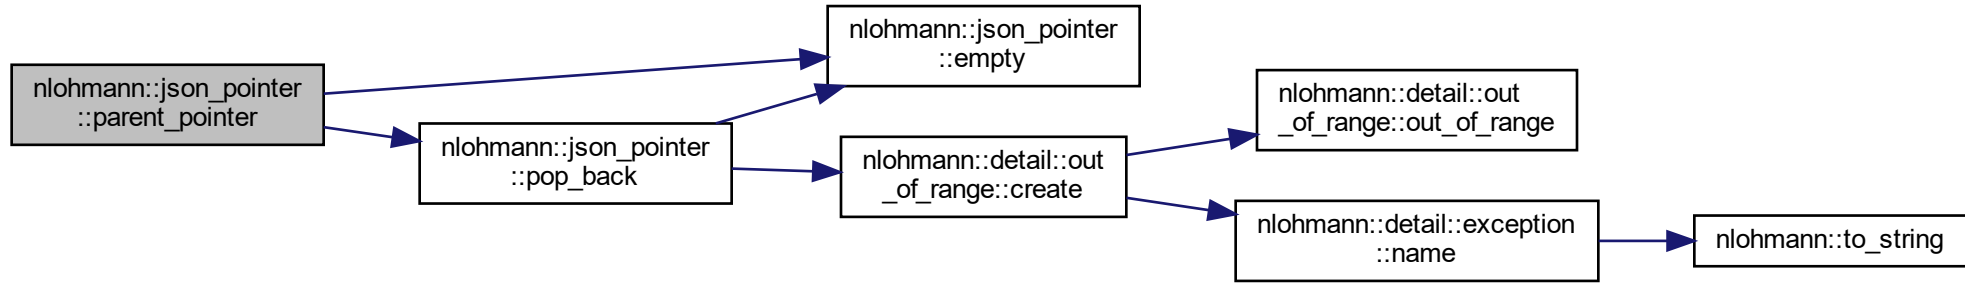 nlohmann::json_pointer
::parent_pointer
nlohmann::json_pointer
::empty
nlohmann::json_pointer
::pop_back
nlohmann::detail::out
_of_range::create
nlohmann::detail::out
_of_range::out_of_range
nlohmann::detail::exception
::name
nlohmann::to_string